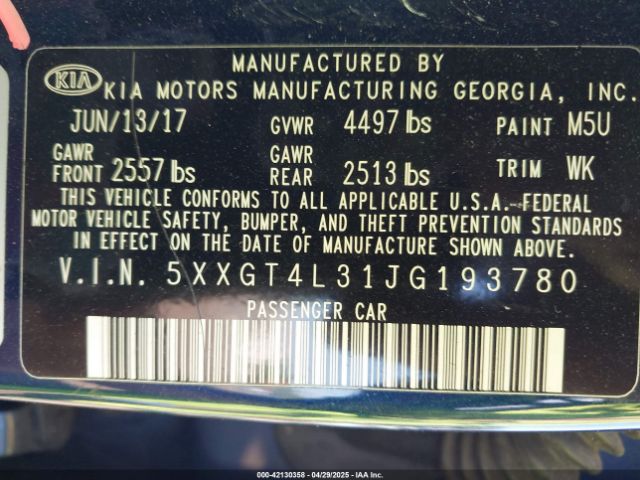 MANUFACTURED BY
KIA KIA MOTORS MANUFACTURING GEORGIA, INC.
JUN/13/17 GVWR 4497 lbs PAINT M5U
GAWR FRONT 2557 lbs GAWR REAR 2513 lbs TRIM WK
THIS VEHICLE CONFORMS TO ALL APPLICABLE U.S.A.-FEDERAL
MOTOR VEHICLE SAFETY, BUMPER, AND THEFT PREVENTION STANDARDS
IN EFFECT ON THE DATE OF MANUFACTURE SHOWN ABOVE.
V.I.N. 5XXGT4L31JG193780
PASSENGER CAR
000-42130358 - 04/29/2025 - IAA Inc.